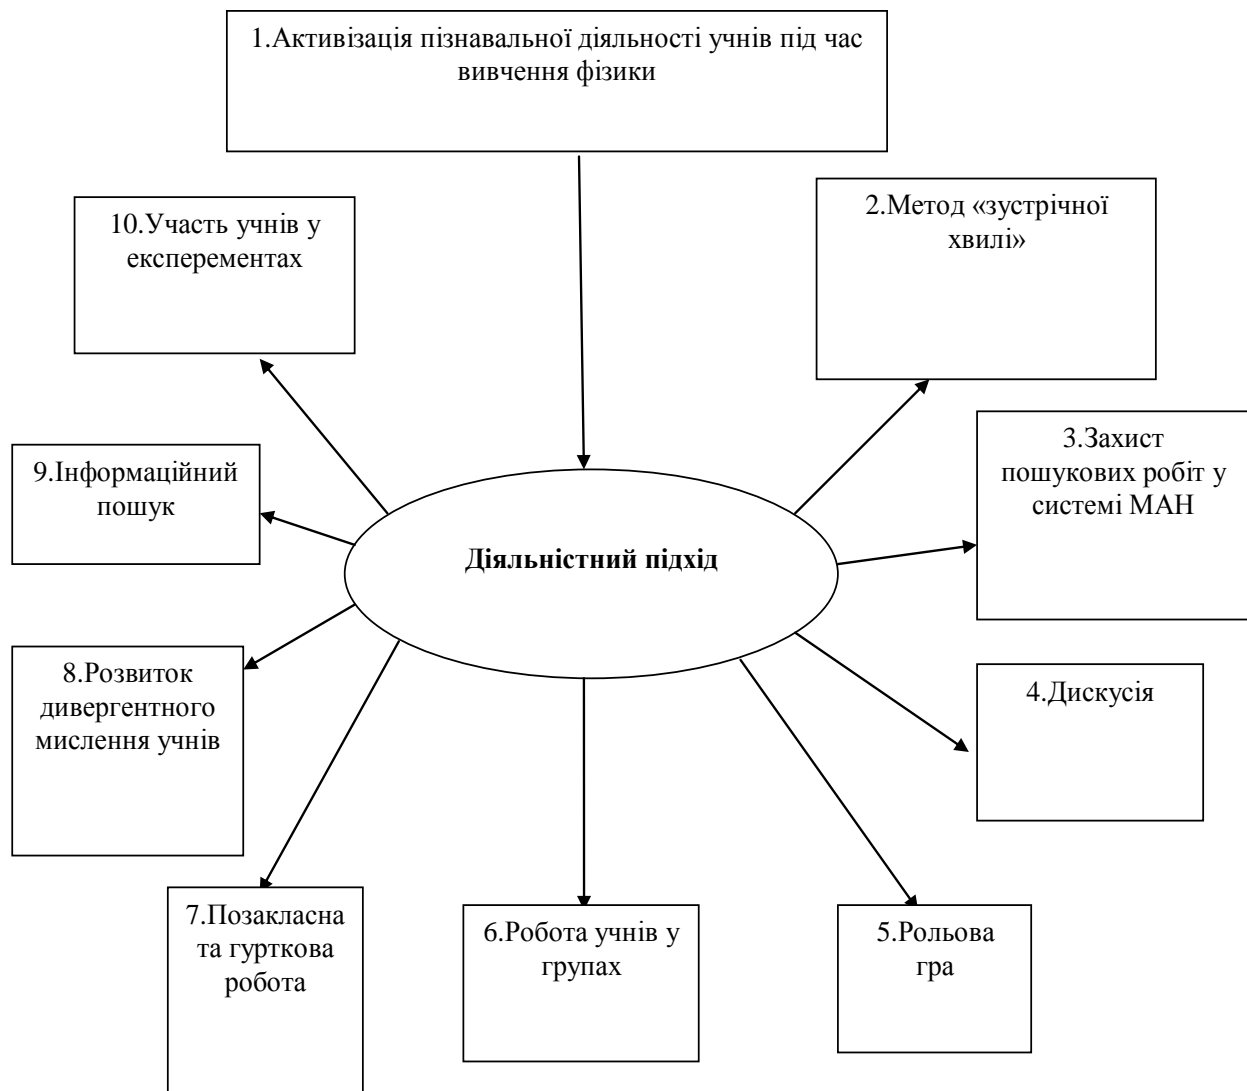 1.Активізація пізнавальної діяльності учнів під час
вивчення фізики
2.Метод «зустрічної
хвилі»
10.Участь учнів у
експерементах
3.Захист
пошукових робіт у
системі МАН
9.Інформаційний
пошук
Діяльністний підхід
8.Розвиток
дивергентного
мислення учнів
4.Дискусія
7.Позакласна
та гурткова
робота
6.Робота учнів у
групах
5.Рольова
гра